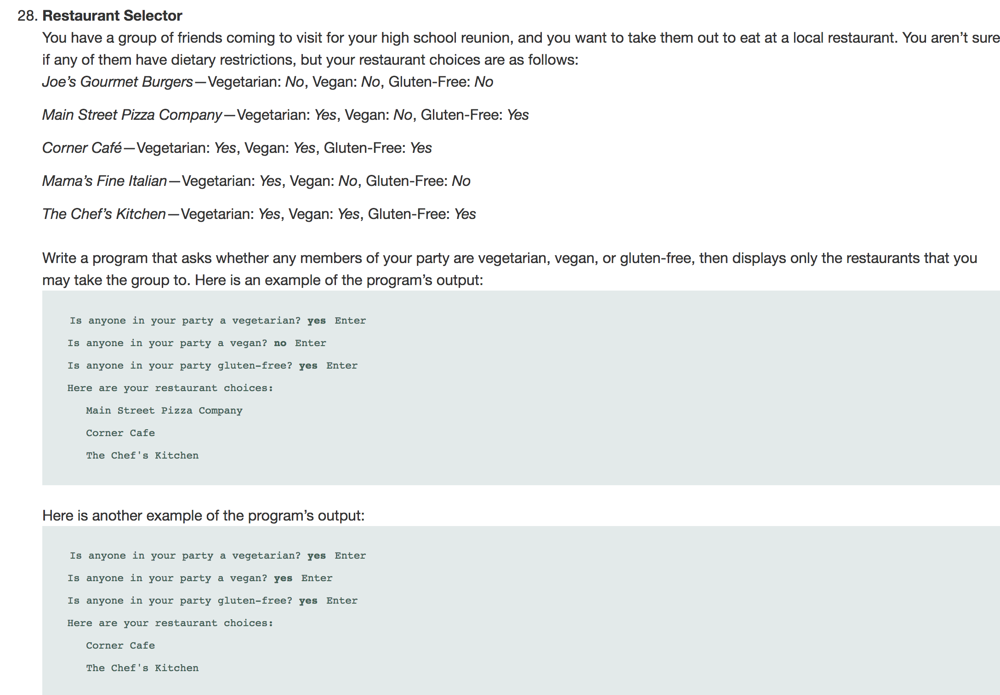 28. Restaurant Selector
You have a group of friends coming to visit for your high school reunion, and you want to take them out to eat at a local restaurant. You aren’t sure
if any of them have dietary restrictions, but your restaurant choices are as follows:
Joe’s Gourmet Burgers—Vegetarian: No, Vegan: No, Gluten-Free: No
Main Street Pizza Company—Vegetarian: Yes, Vegan: No, Gluten-Free: Yes
Corner Café—Vegetarian: Yes, Vegan: Yes, Gluten-Free: Yes
Mama’s Fine Italian—Vegetarian: Yes, Vegan: No, Gluten-Free: No
The Chef’s Kitchen—Vegetarian: Yes, Vegan: Yes, Gluten-Free: Yes
Write a program that asks whether any members of your party are vegetarian, vegan, or gluten-free, then displays only the restaurants that you
may take the group to. Here is an example of the program’s output:
Is anyone in your party a vegetarian? yes Enter
Is anyone in your party a vegan? no Enter
Is anyone in your party gluten-free? yes Enter
Here are your restaurant choices:
Main Street Pizza Company
Corner Cafe
The Chef's Kitchen
Here is another example of the program’s output:
Is anyone in your party a vegetarian? yes Enter
Is anyone in your party a vegan? yes Enter
Is anyone in your party gluten-free? yes Enter
Here are your restaurant choices:
Corner Cafe
The Chef's Kitchen